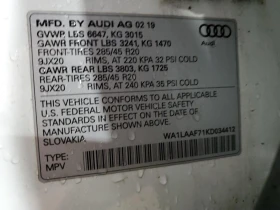 MFD. BY AUDI AG 02 19
GVWR, LBS 6647, KG 3015
GAWR FRONT LBS 3241, KG 1470
FRONT-TIRES 285/45 R20
9JX20 RIMS, AT 220 KPA 32 PSI COLD
GAWR REAR LBS 3803, KG 1725
REAR-TIRES 285/45 R20
9JX20 RIMS, AT 240 KPA 35 PSI COLD
THIS VEHICLE CONFORMS TO ALL APPLICABLE
U.S. FEDERAL MOTOR VEHICLE SAFETY
STANDARDS IN EFFECT ON THE DATE OF
MANUFACTURE SHOWN ABOVE.
SLOVAKIA WA1LAAF71KD034412
TYPE:
MPV
Audi